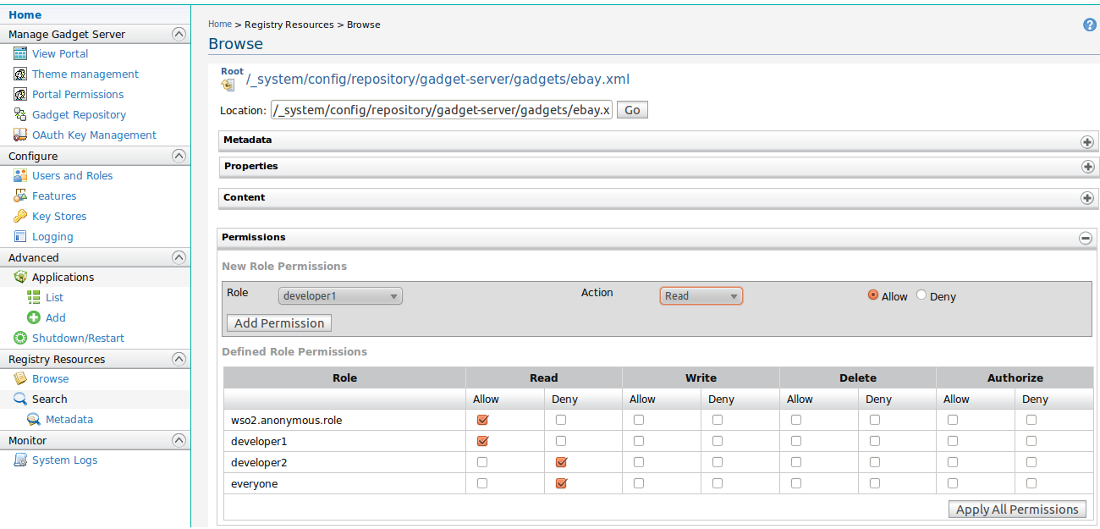 Home
Manage Gadget Server
View Portal
Theme management
Portal Permissions
Gadget Repository
OAuth Key Management
Configure
Users and Roles
Features
Key Stores
Logging
Advanced
Applications
List
Add
Shutdown/Restart
Registry Resources
Browse
Search
Metadata
Monitor
System Logs
Home > Registry Resources > Browse
?
Browse
Root /_system/config/repository/gadget-server/gadgets/ebay.xml
Location: /_system/config/repository/gadget-server/gadgets/ebay.x Go
Metadata
Properties
Content
Permissions
New Role Permissions
Role developer1 Action Read Allow Deny
Add Permission
Defined Role Permissions
Role Read Write Delete Authorize
Allow Deny Allow Deny Allow Deny Allow Deny
wso2.anonymous.role
developer1
developer2
everyone
Apply All Permissions